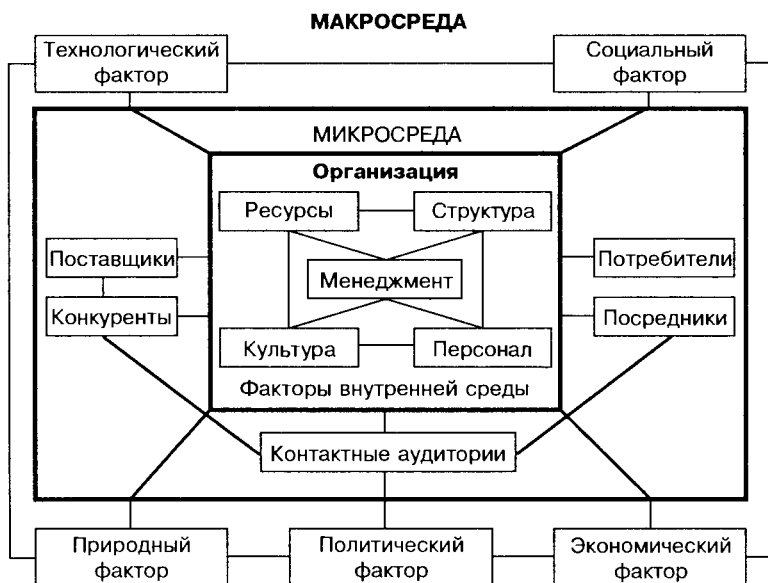 МАКРОСРЕДА
Технологический
фактор
Социальный
фактор
МИКРОСРЕДА
Организация
Ресурсы
Структура
Поставщики
Менеджмент
Потребители
Конкуренты
Посредники
Культура
Персонал
Факторы внутренней среды
Контактные аудитории
Природный
фактор
Политический
фактор
Экономический
фактор